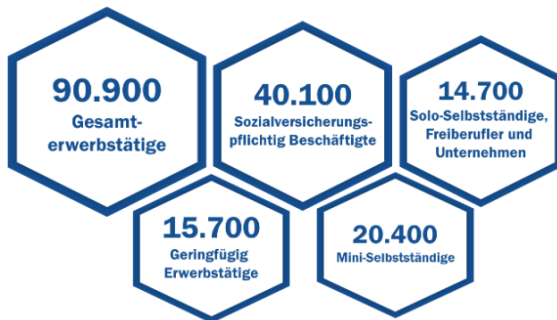 90.900
Gesamt-
erwerbstätige
40.100
Sozialversicherungs-
pflichtig Beschäftigte
14.700
Solo-Selbstständige,
Freiberufler und
Unternehmen
15.700
Geringfügig
Erwerbstätige
20.400
Mini-Selbstständige